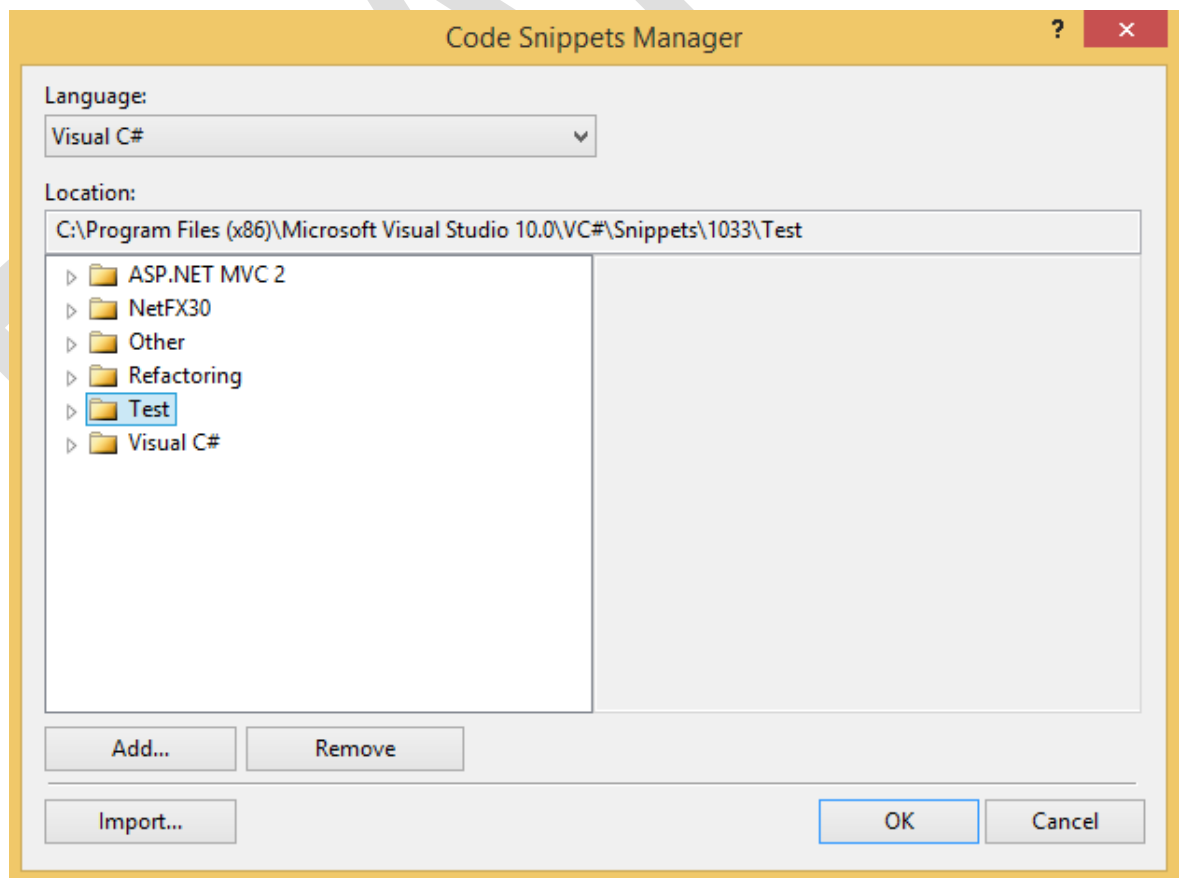 Code Snippets Manager
?
×
Language:
Visual C#
Location:
C:\Program Files (x86)\Microsoft Visual Studio 10.0\VC#\Snippets\1033\Test
ASP.NET MVC 2
NetFX30
Other
Refactoring
Test
Visual C#
Add... Remove
Import... OK Cancel